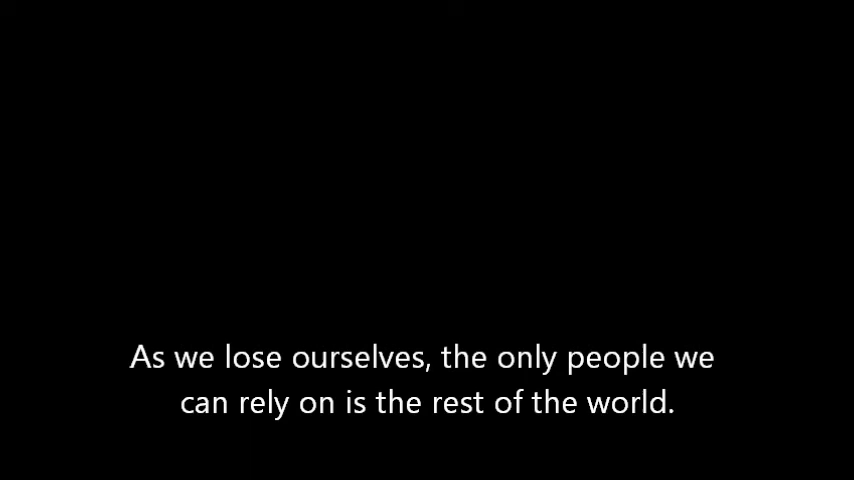 As we lose ourselves, the only people we
can rely on is the rest of the world.